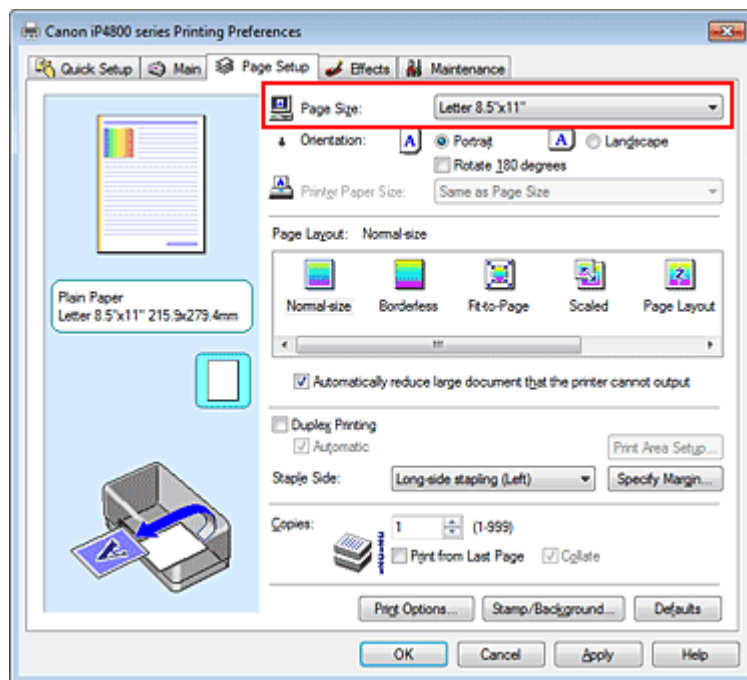 Canon iP4800 series Printing Preferences
Quick Setup Main Page Setup Effects Maintenance
Page Size: Letter 8.5"x11"
Orientation: A Portrait A Landscape
Rotate 180 degrees
Printer Paper Size: Same as Page Size
Page Layout: Normal-size
Normal-size Borderless Fit-to-Page Scaled Page Layout
Plain Paper
Letter 8.5"x11" 215.9x279.4mm
Automatically reduce large document that the printer cannot output
Duplex Printing
Automatic Print Area Setup...
Staple Side: Long-side stapling (Left) Specify Margin...
Copies: 1 (1-999)
Print from Last Page Collate
Print Options... Stamp/Background... Defaults
OK Cancel Apply Help